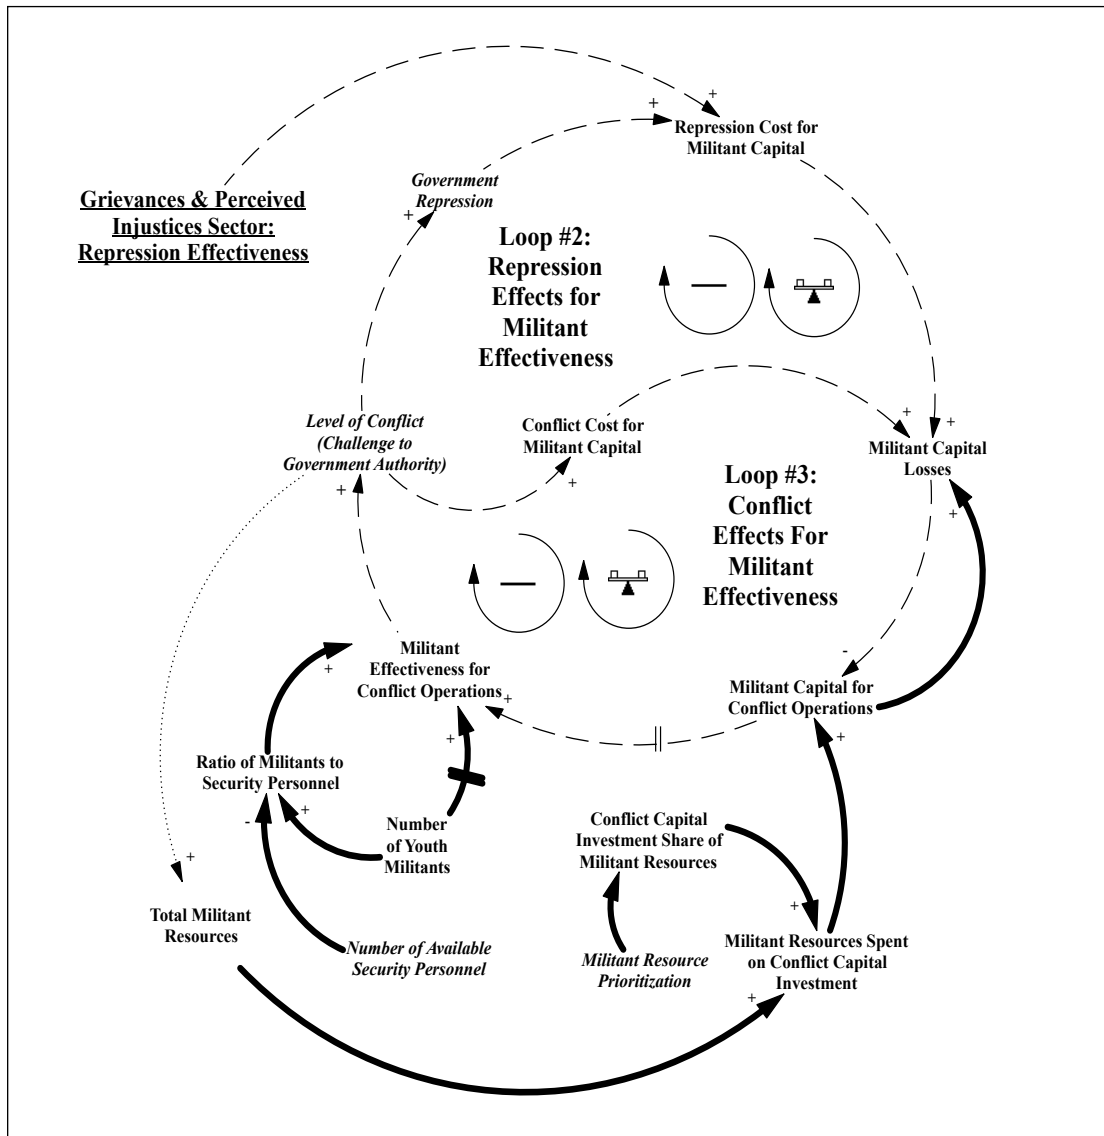 +
+
Repression Cost for
Militant Capital
Government
Repression
+
Grievances & Perceived
Injustices Sector:
Repression Effectiveness
Loop #2:
Repression
Effects for
Militant
Effectiveness
Level of Conflict
(Challenge to
Government Authority)
+
Conflict Cost for
Militant Capital
+
+
+
Militant Capital
Losses
+
Loop #3:
Conflict
Effects For
Militant
Effectiveness
Militant
Effectiveness for
Conflict Operations
+
+
+
-
Militant Capital for
Conflict Operations
+
Ratio of Militants to
Security Personnel
-
+
Number
of Youth
Militants
Conflict Capital
Investment Share of
Militant Resources
+
+
Total Militant
Resources
Number of Available
Security Personnel
Militant Resource
Prioritization
Militant Resources Spent
on Conflict Capital
Investment
+